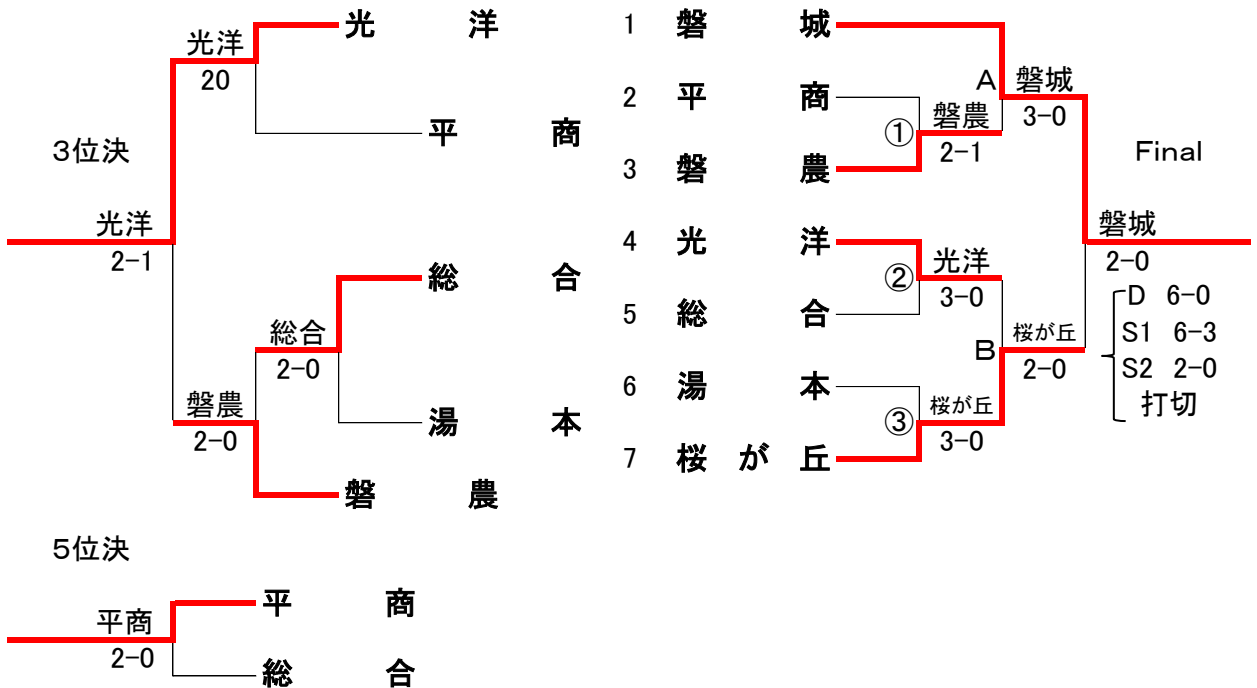 光洋
光洋
20
平商
3位決
光洋
2-1
総合
総合
2-0
湯本
磐農
2-0
磐農
5位決
平商
平商
2-0
総合
1 磐城
2 平商
3 磐農
4 光洋
5 総合
6 湯本
7 桜が丘
①
磐農
2-1
②
光洋
3-0
③
桜が丘
3-0
A
磐城
3-0
B
桜が丘
2-0
Final
磐城
2-0
D 6-0
S1 6-3
S2 2-0
打切